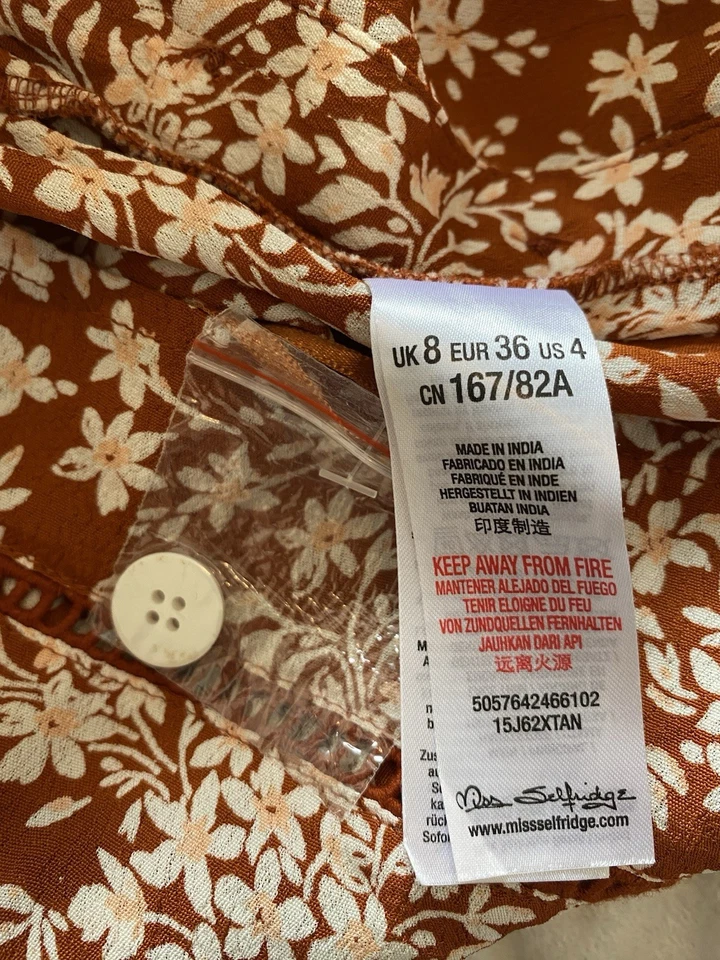 UK 8 EUR 36 US 4
CN 167/82A
MADE IN INDIA
FABRICADO EN INDIA
FABRIQUÉ EN INDE
HERGESTELLT IN INDIEN
BUATAN INDIA
印度制造
KEEP AWAY FROM FIRE
MANTENER ALEJADO DEL FUEGO
TENIR ELOIGNE DU FEU
VON ZUNDQUELLEN FERNHALTEN
JAUHKAN DARI API
远离火源
5057642466102
15J62XTAN
Miss Selfridge
www.missselfridge.com